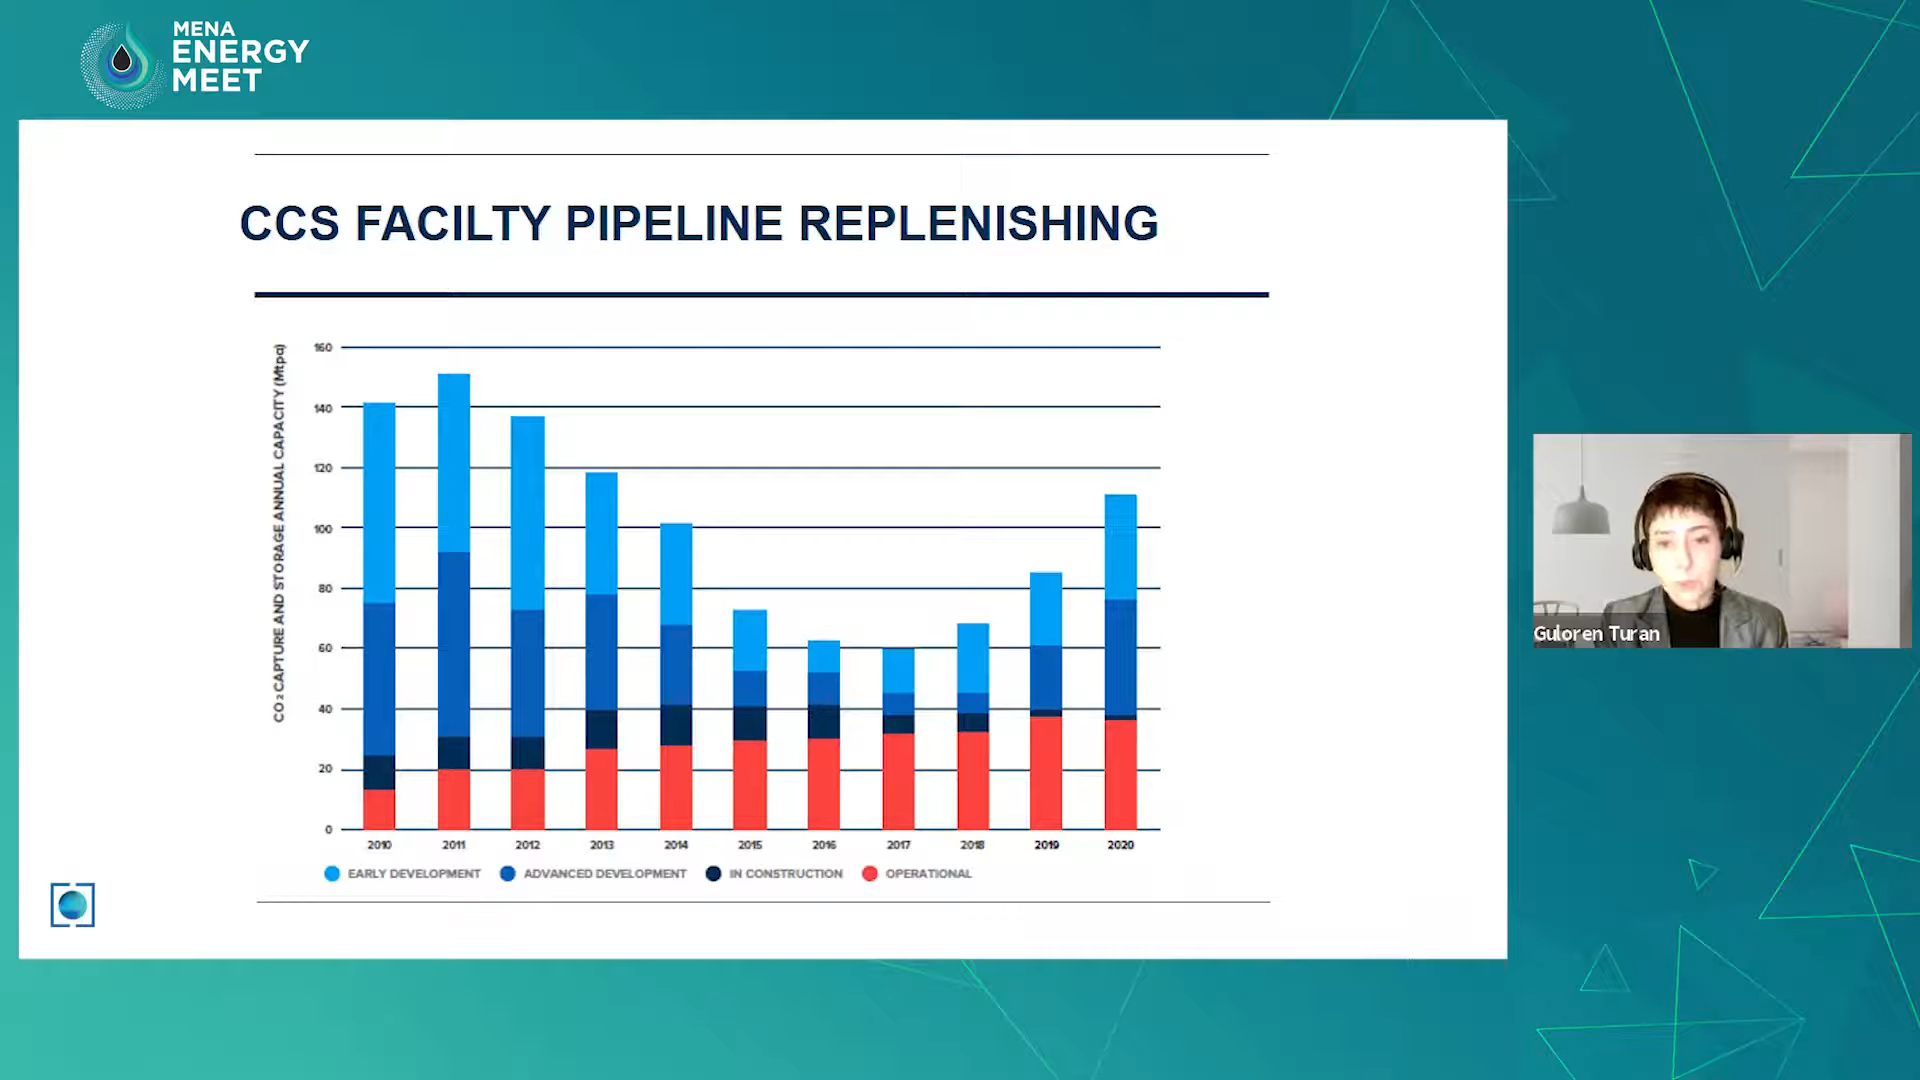 MENA
ENERGY
MEET
CCS FACILTY PIPELINE REPLENISHING
CO2 CAPTURE AND STORAGE ANNUAL CAPACITY (Mtpa)
160
140
120
100
80
60
40
20
0
2010 2011 2012 2013 2014 2015 2016 2017 2018 2019 2020
EARLY DEVELOPMENT ADVANCED DEVELOPMENT IN CONSTRUCTION OPERATIONAL
Guloren Turan